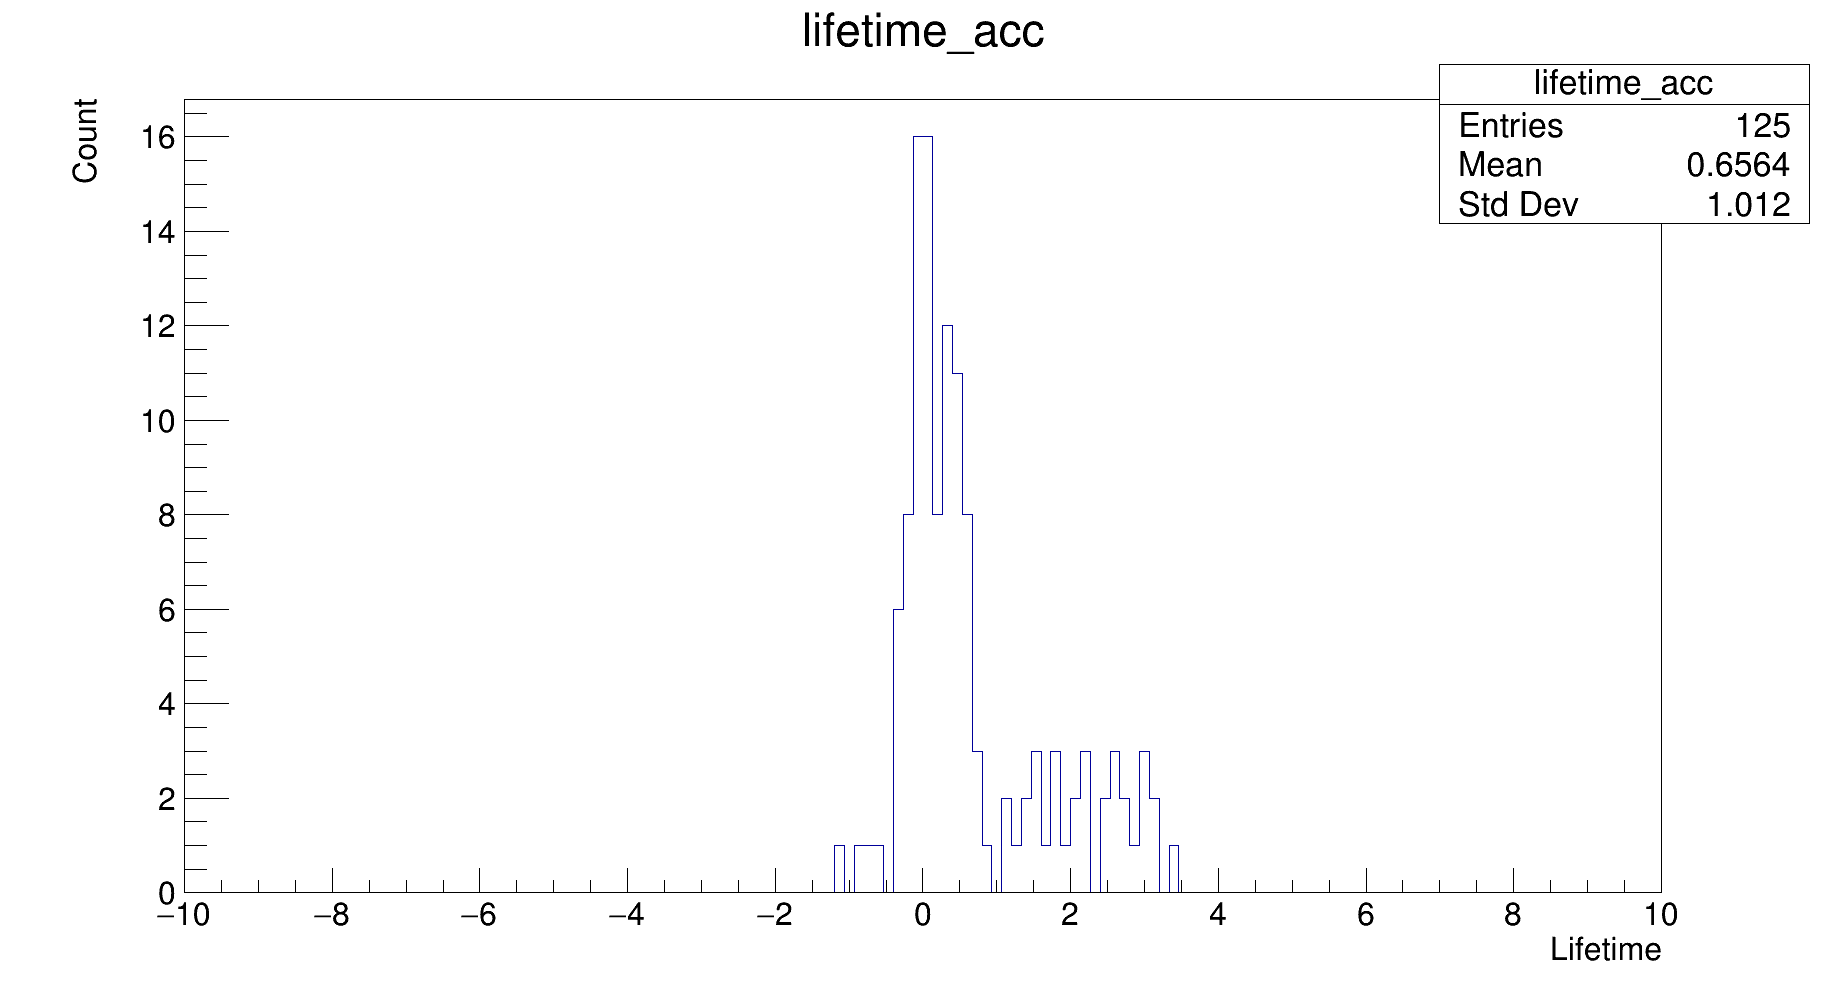 lifetime_acc
lifetime_acc
Entries 125
Mean 0.6564
Std Dev 1.012
Count
16
14
12
10
8
6
4
2
0
−10 −8 −6 −4 −2 0 2 4 6 8 10
Lifetime